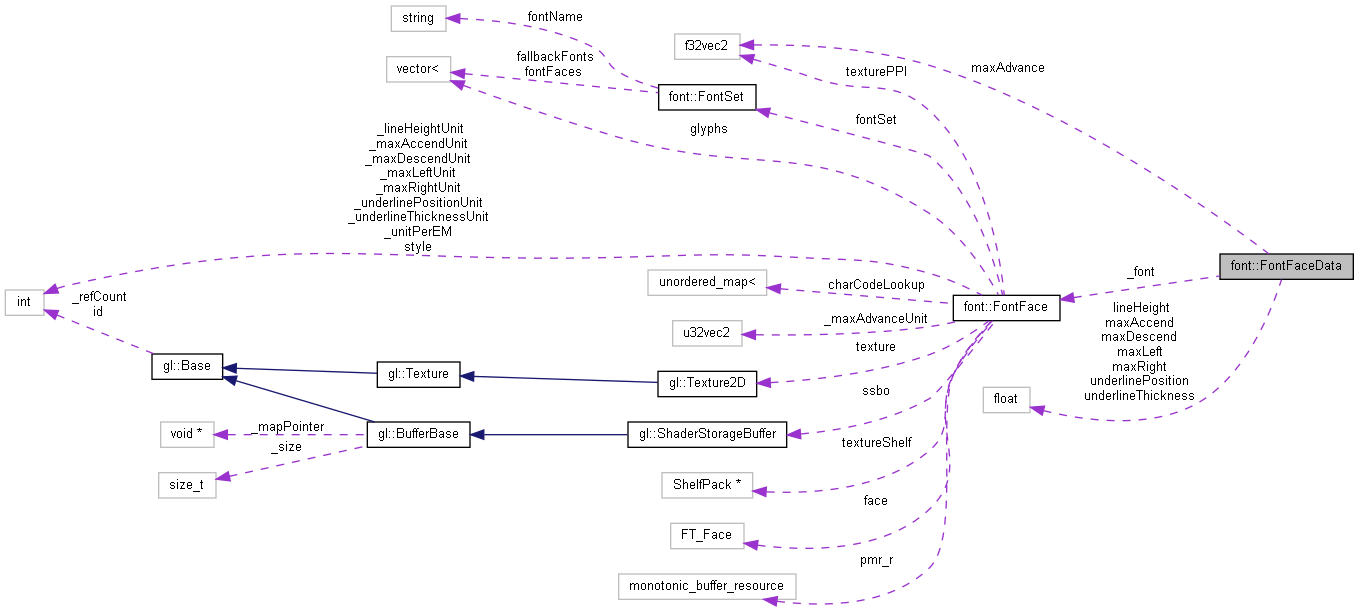 string
fontName
f32vec2
maxAdvance
vector<
fallbackFonts
fontFaces
texturePPI
font::FontSet
fontSet
glyphs
_lineHeightUnit
_maxAccendUnit
_maxDescendUnit
_maxLeftUnit
_maxRightUnit
_underlinePositionUnit
_underlineThicknessUnit
_unitPerEM
style
font::FontFaceData
_font
unordered_map<
charCodeLookup
font::FontFace
int
_refCount
id
u32vec2
_maxAdvanceUnit
lineHeight
maxAccend
maxDescend
maxLeft
maxRight
underlinePosition
underlineThickness
texture
gl::Base
gl::Texture
gl::Texture2D
ssbo
float
void *
_mapPointer
_size
gl::BufferBase
gl::ShaderStorageBuffer
textureShelf
size_t
ShelfPack *
face
FT_Face
pmr_r
monotonic_buffer_resource